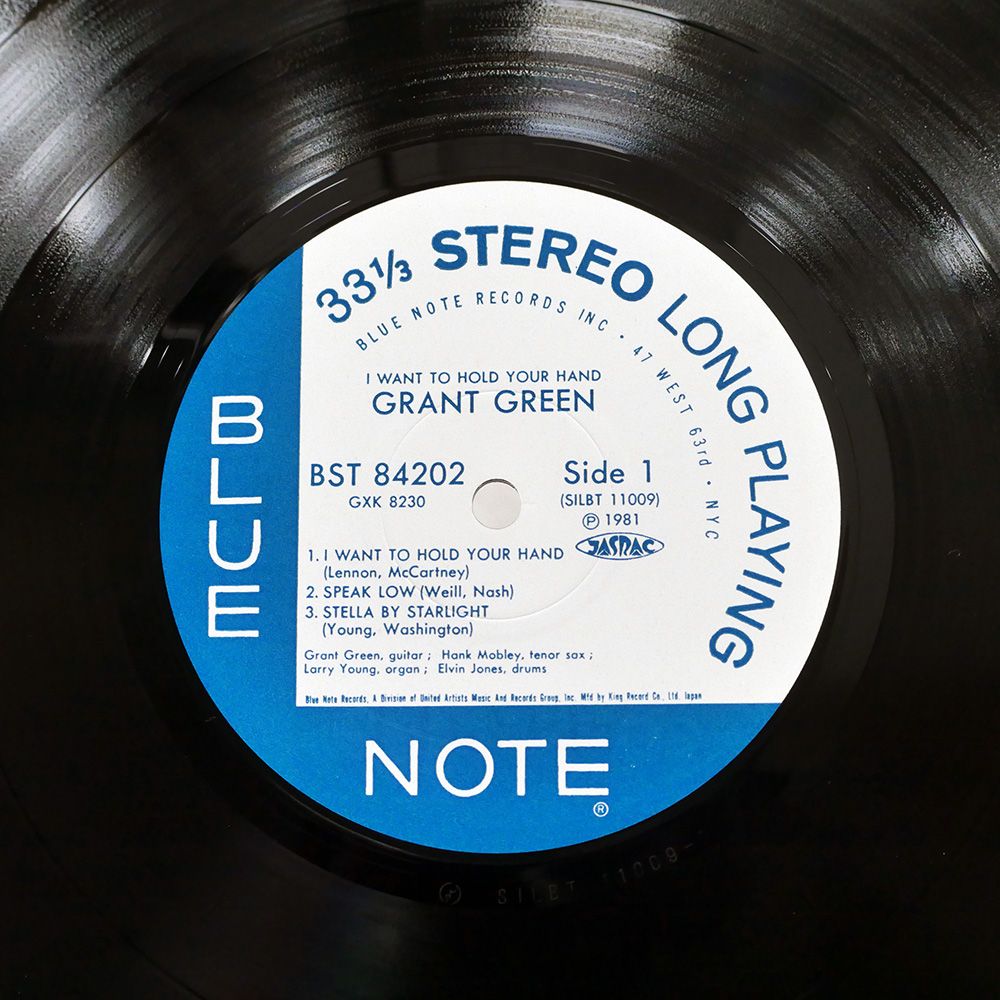 33⅓ STEREO LONG PLAYING
BLUE NOTE RECORDS INC • 47 WEST 63rd • NYC
I WANT TO HOLD YOUR HAND
GRANT GREEN
BST 84202
GXK 8230
Side 1
(SILBT 11009)
Ⓟ 1981
JASRAC
1. I WANT TO HOLD YOUR HAND
(Lennon, McCartney)
2. SPEAK LOW (Weill, Nash)
3. STELLA BY STARLIGHT
(Young, Washington)
Grant Green, guitar ; Hank Mobley, tenor sax ;
Larry Young, organ ; Elvin Jones, drums
Blue Note Records, A Division of United Artists Music And Records Group, Inc. Mfd by King Record Co., Ltd. Japan
BLUE
NOTE®
SILBT 11009-